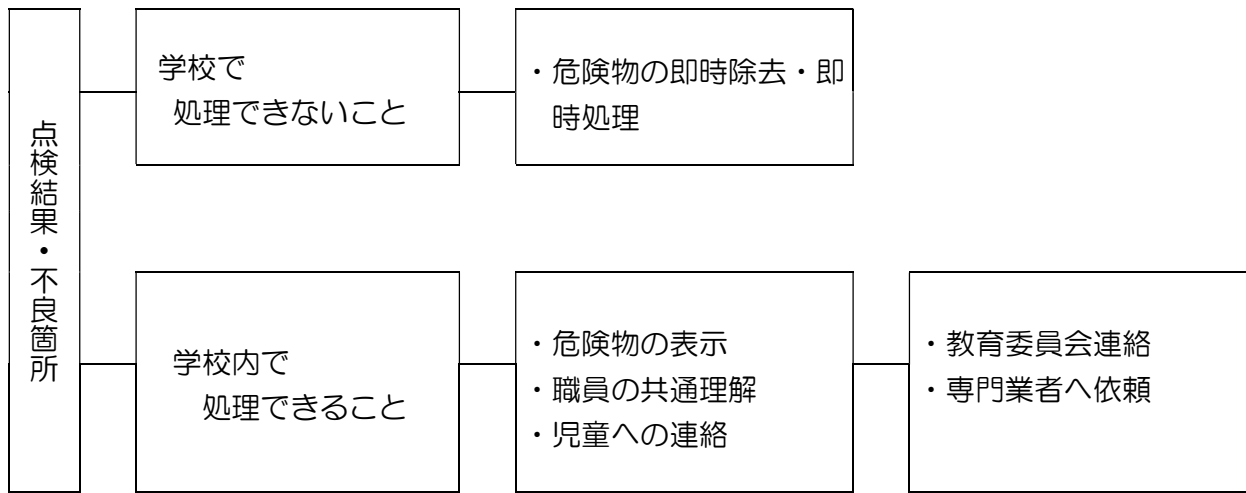 点検結果・不良箇所
学校で
処理できないこと
・危険物の即時除去・即
時処理
学校内で
処理できること
・危険物の表示
・職員の共通理解
・児童への連絡
・教育委員会連絡
・専門業者へ依頼